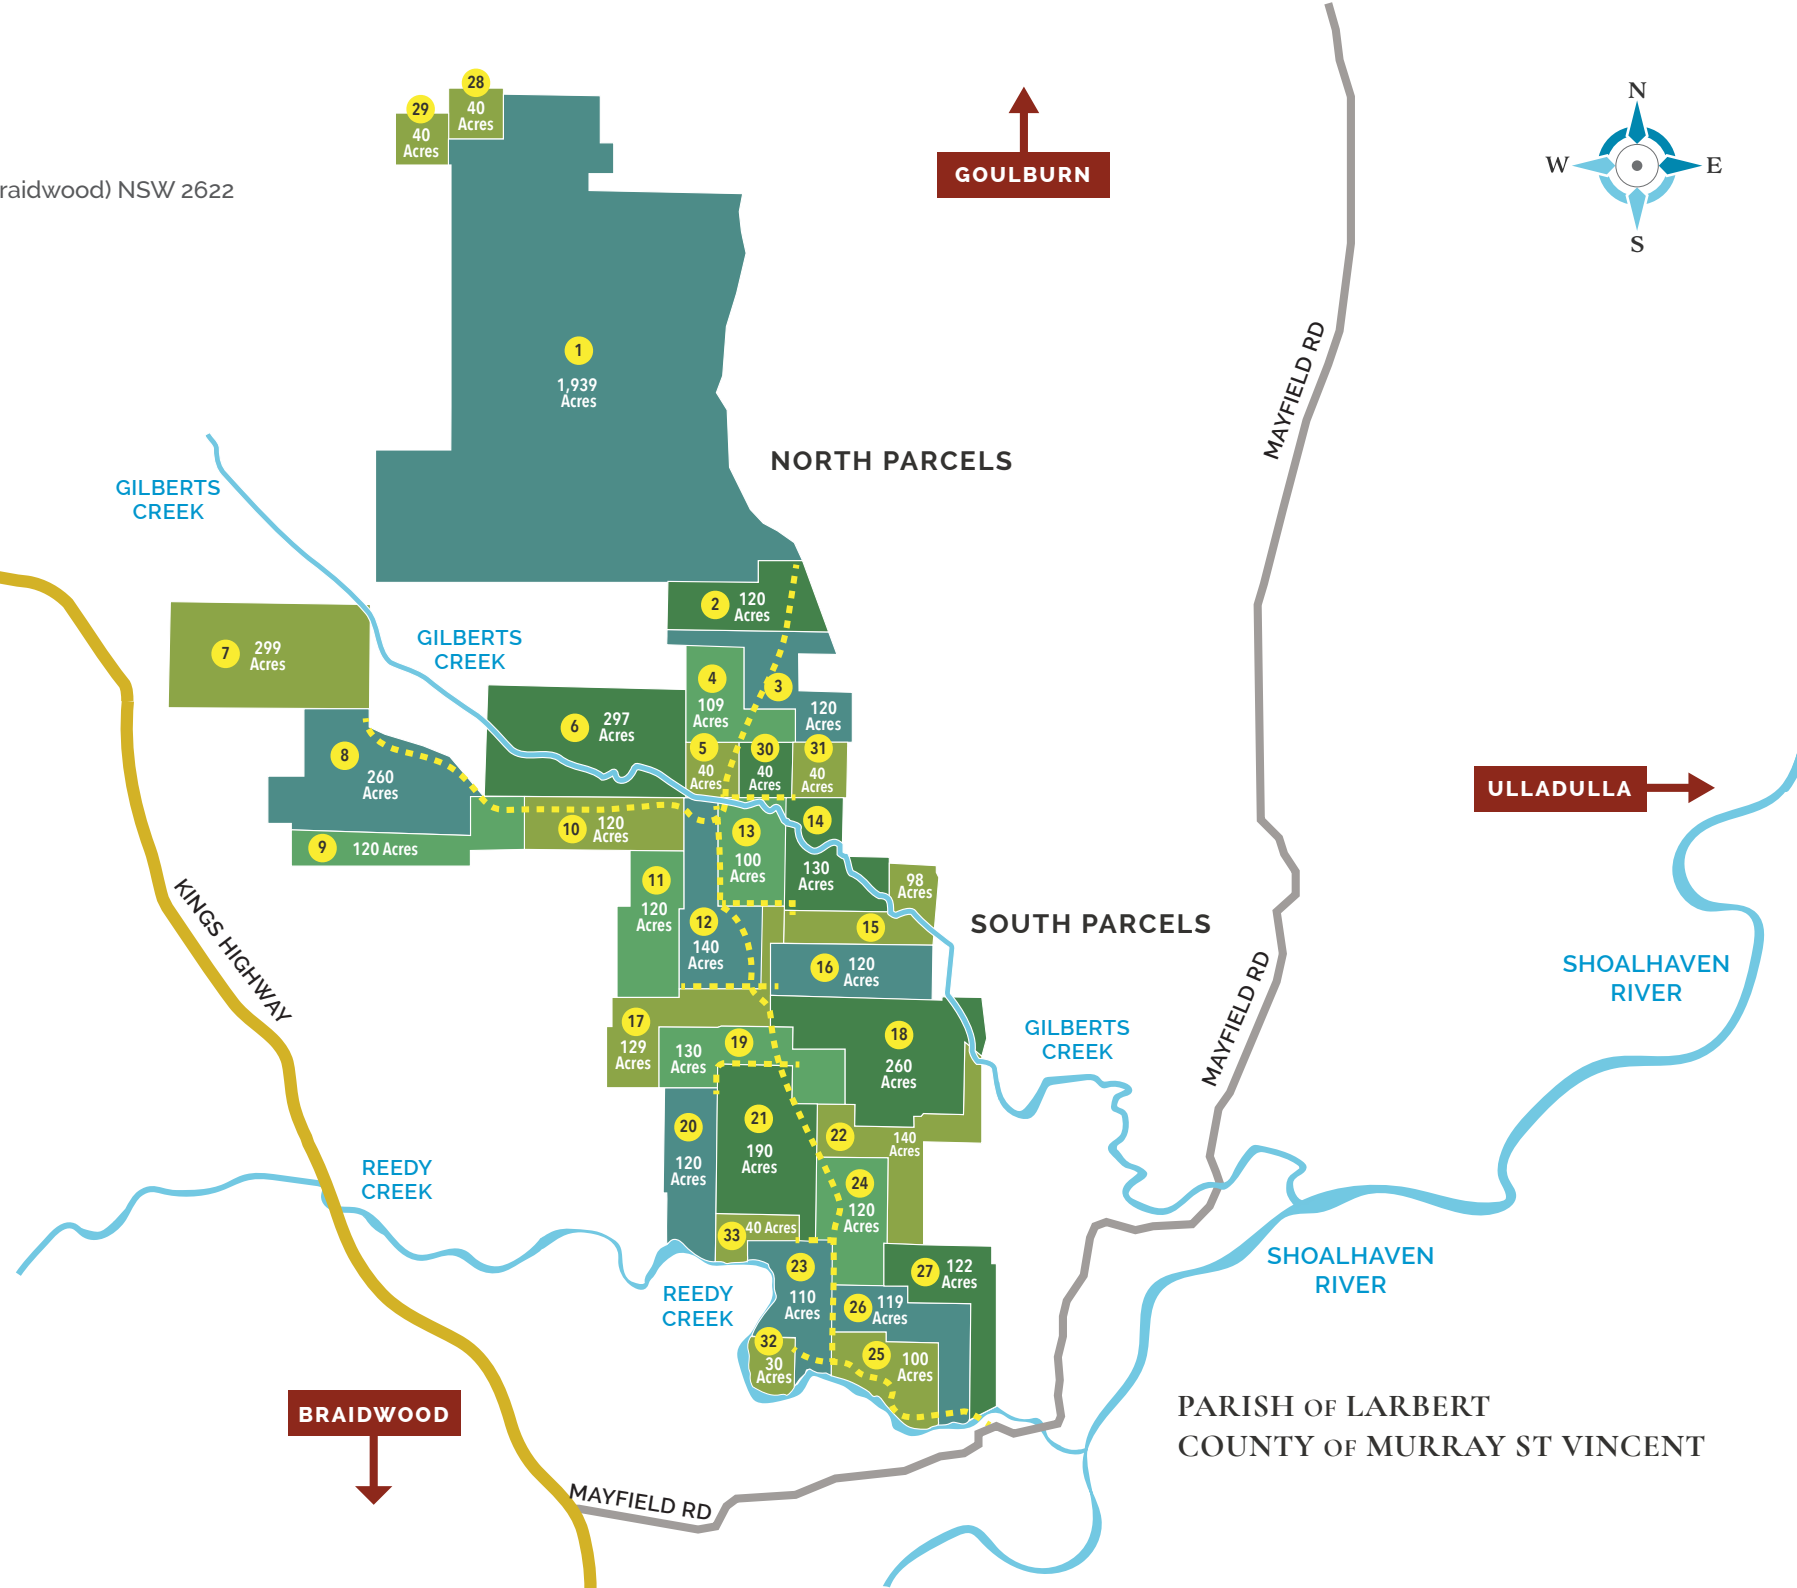 28
40
Acres
29
40
Acres
N
W
E
S
GOULBURN
raidwood) NSW 2622
1
1,939
Acres
MAYFIELD RD
NORTH PARCELS
GILBERTS
CREEK
2
120
Acres
GILBERTS
CREEK
7
299
Acres
4
109
Acres
3
120
Acres
6
297
Acres
5
40
Acres
30
40
Acres
31
40
Acres
8
260
Acres
ULLADULLA
9
120 Acres
10
120
Acres
13
100
Acres
14
130
Acres
11
120
Acres
98
Acres
15
12
140
Acres
16
120
Acres
SOUTH PARCELS
KINGS HIGHWAY
MAYFIELD RD
SHOALHAVEN
RIVER
17
129
Acres
19
130
Acres
18
260
Acres
GILBERTS
CREEK
20
120
Acres
21
190
Acres
22
140
Acres
24
120
Acres
REEDY
CREEK
33
40 Acres
23
110
Acres
27
122
Acres
SHOALHAVEN
RIVER
REEDY
CREEK
26
119
Acres
32
30
Acres
25
100
Acres
BRAIDWOOD
PARISH OF LARBERT
COUNTY OF MURRAY ST VINCENT
MAYFIELD RD